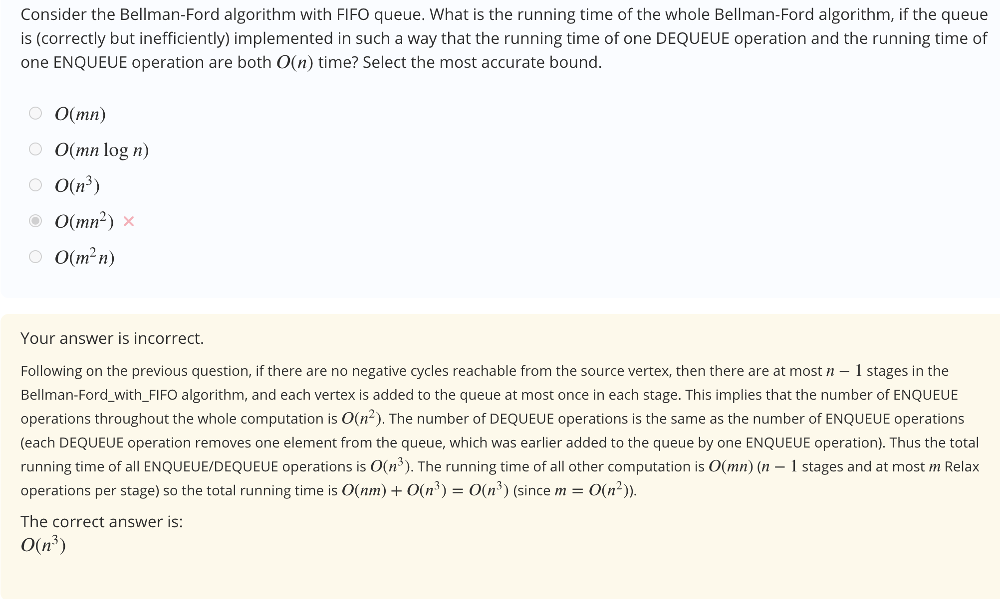 Consider the Bellman-Ford algorithm with FIFO queue. What is the running time of the whole Bellman-Ford algorithm, if the queue
is (correctly but inefficiently) implemented in such a way that the running time of one DEQUEUE operation and the running time of
one ENQUEUE operation are both O(n) time? Select the most accurate bound.
O(mn)
O(mn log n)
O(n³)
O(mn²) ×
O(m²n)
Your answer is incorrect.
Following on the previous question, if there are no negative cycles reachable from the source vertex, then there are at most n − 1 stages in the
Bellman-Ford_with_FIFO algorithm, and each vertex is added to the queue at most once in each stage. This implies that the number of ENQUEUE
operations throughout the whole computation is O(n²). The number of DEQUEUE operations is the same as the number of ENQUEUE operations
(each DEQUEUE operation removes one element from the queue, which was earlier added to the queue by one ENQUEUE operation). Thus the total
running time of all ENQUEUE/DEQUEUE operations is O(n³). The running time of all other computation is O(mn) (n − 1 stages and at most m Relax
operations per stage) so the total running time is O(nm) + O(n³) = O(n³) (since m = O(n²)).
The correct answer is:
O(n³)